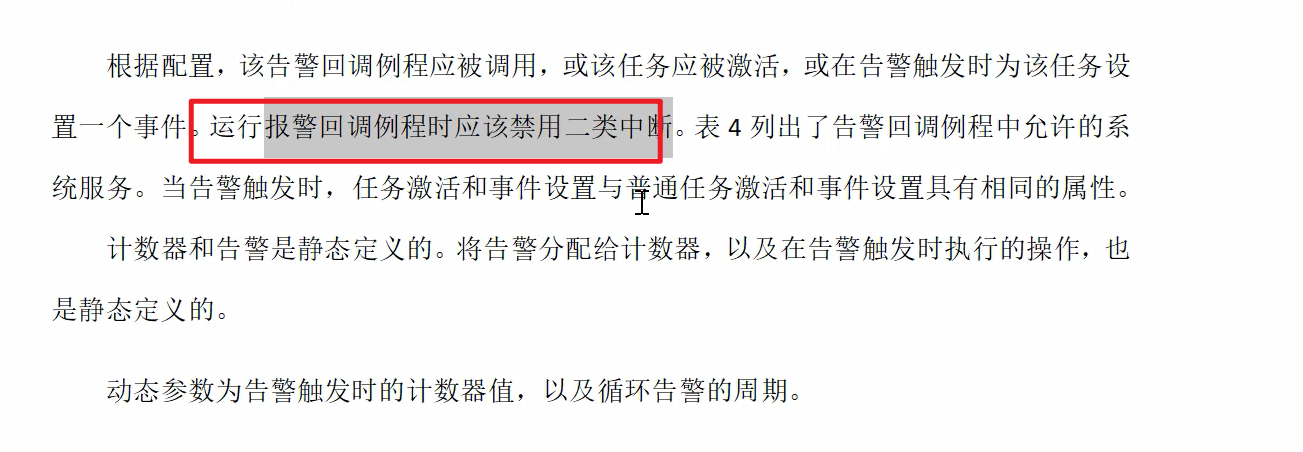 根据配置，该告警回调例程应被调用，或该任务应被激活，或在告警触发时为该任务设
置一个事件。运行报警回调例程时应该禁用二类中断。表 4 列出了告警回调例程中允许的系
统服务。当告警触发时，任务激活和事件设置与普通任务激活和事件设置具有相同的属性。
计数器和告警是静态定义的。将告警分配给计数器，以及在告警触发时执行的操作，也
是静态定义的。
动态参数为告警触发时的计数器值，以及循环告警的周期。